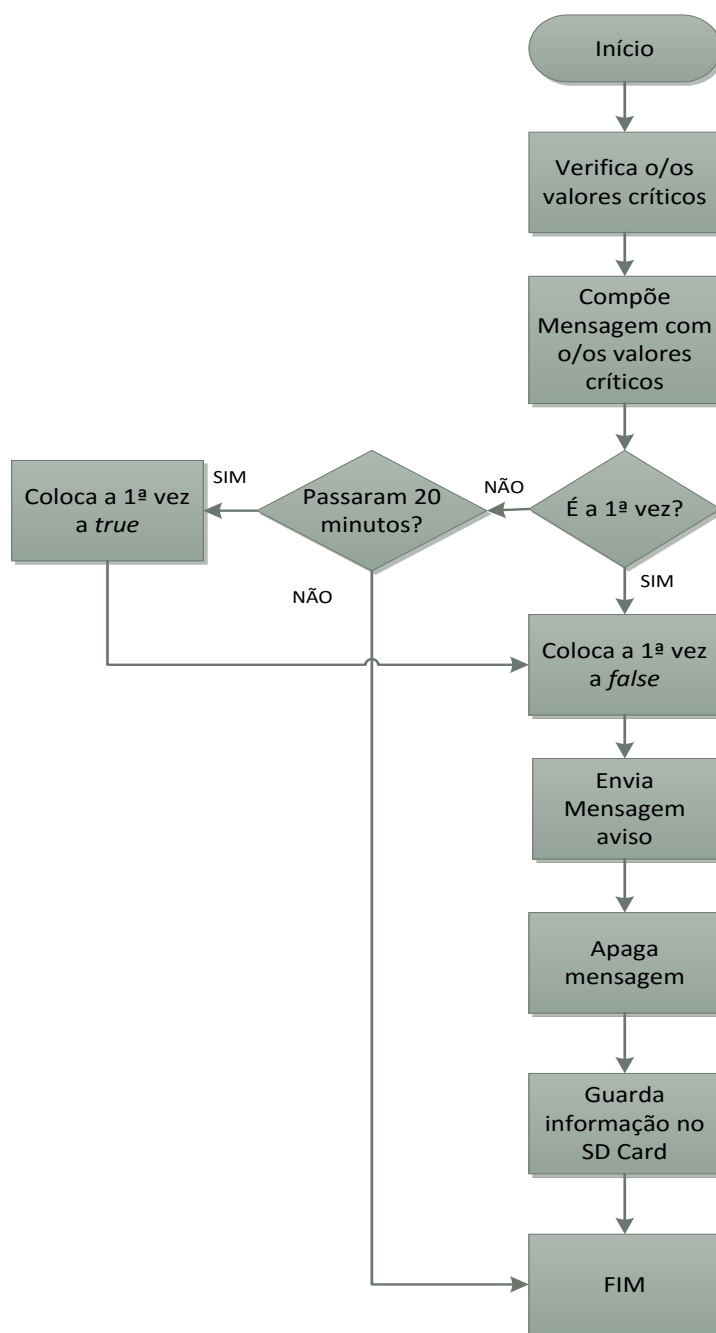 Início
Verifica o/os
valores críticos
Compõe
Mensagem com
o/os valores
críticos
É a 1ª vez?
NÃO
Passaram 20
minutos?
SIM
Coloca a 1ª vez
a true
NÃO
SIM
Coloca a 1ª vez
a false
Envia
Mensagem
aviso
Apaga
mensagem
Guarda
informação no
SD Card
FIM